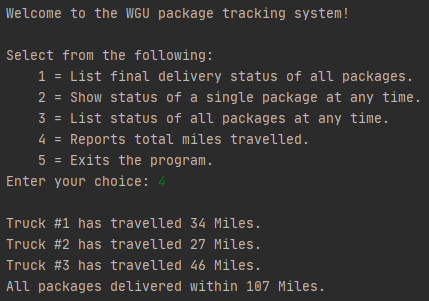 Welcome to the WGU package tracking system!
Select from the following:
1 = List final delivery status of all packages.
2 = Show status of a single package at any time.
3 = List status of all packages at any time.
4 = Reports total miles travelled.
5 = Exits the program.
Enter your choice: 4
Truck #1 has travelled 34 Miles.
Truck #2 has travelled 27 Miles.
Truck #3 has travelled 46 Miles.
All packages delivered within 107 Miles.